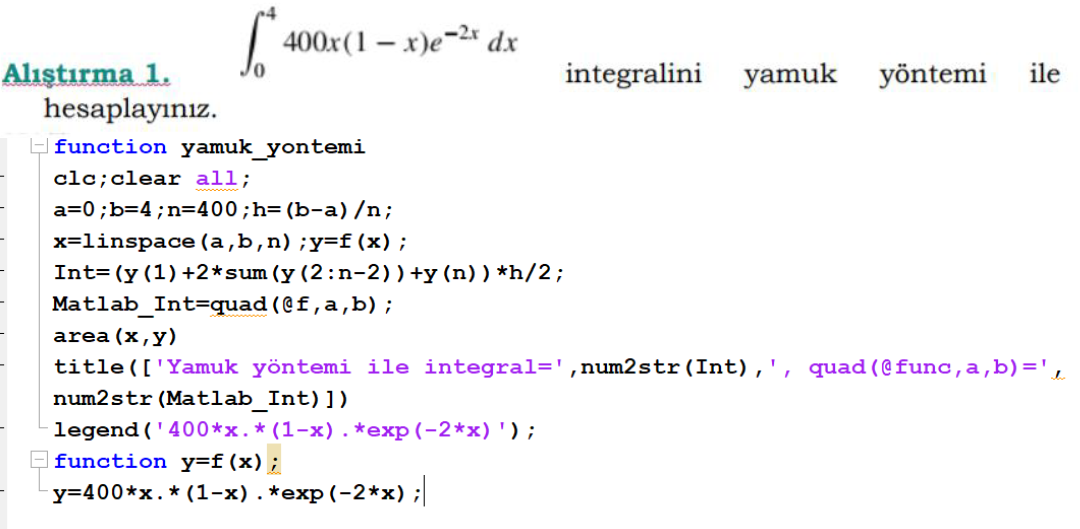 ∫₀⁴ 400x(1 − x)e⁻²ˣ dx
Alıştırma 1. integralini yamuk yöntemi ile
hesaplayınız.
function yamuk_yontemi
clc;clear all;
a=0;b=4;n=400;h=(b-a)/n;
x=linspace(a,b,n);y=f(x);
Int=(y(1)+2*sum(y(2:n-2))+y(n))*h/2;
Matlab_Int=quad(@f,a,b);
area(x,y)
title(['Yamuk yöntemi ile integral=',num2str(Int),', quad(@func,a,b)=',
num2str(Matlab_Int)])
legend('400*x.*(1-x).*exp(-2*x)');
function y=f(x);
y=400*x.*(1-x).*exp(-2*x);